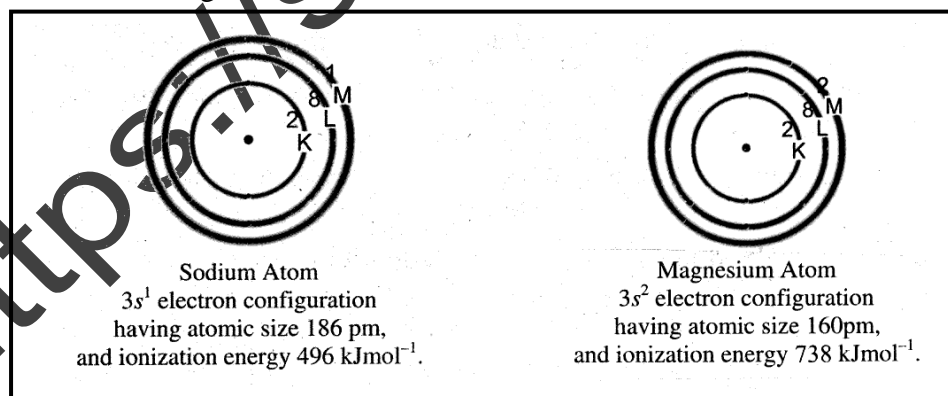 https://
1
8 M
2 L
K
2
8 M
2 L
K
Sodium Atom
3s¹ electron configuration
having atomic size 186 pm,
and ionization energy 496 kJmol⁻¹.
Magnesium Atom
3s² electron configuration
having atomic size 160pm,
and ionization energy 738 kJmol⁻¹.